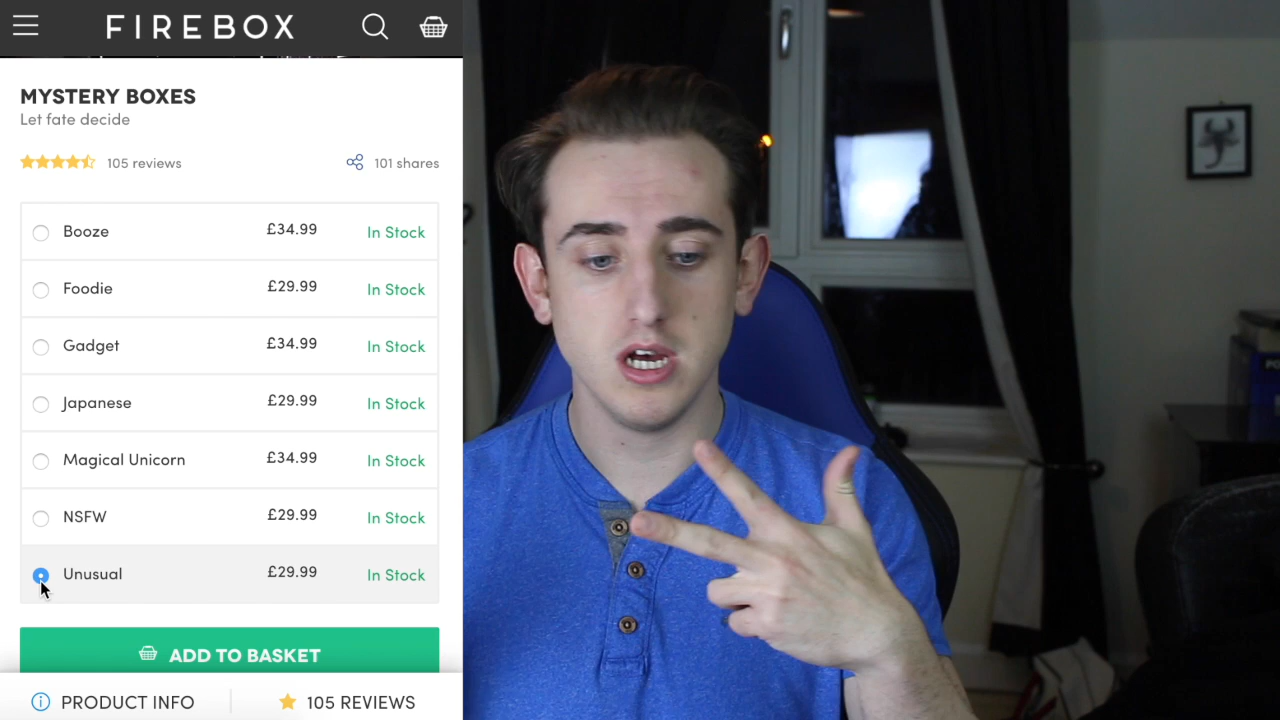 FIREBOX
MYSTERY BOXES
Let fate decide
105 reviews 101 shares
Booze £34.99 In Stock
Foodie £29.99 In Stock
Gadget £34.99 In Stock
Japanese £29.99 In Stock
Magical Unicorn £34.99 In Stock
NSFW £29.99 In Stock
Unusual £29.99 In Stock
ADD TO BASKET
PRODUCT INFO 105 REVIEWS